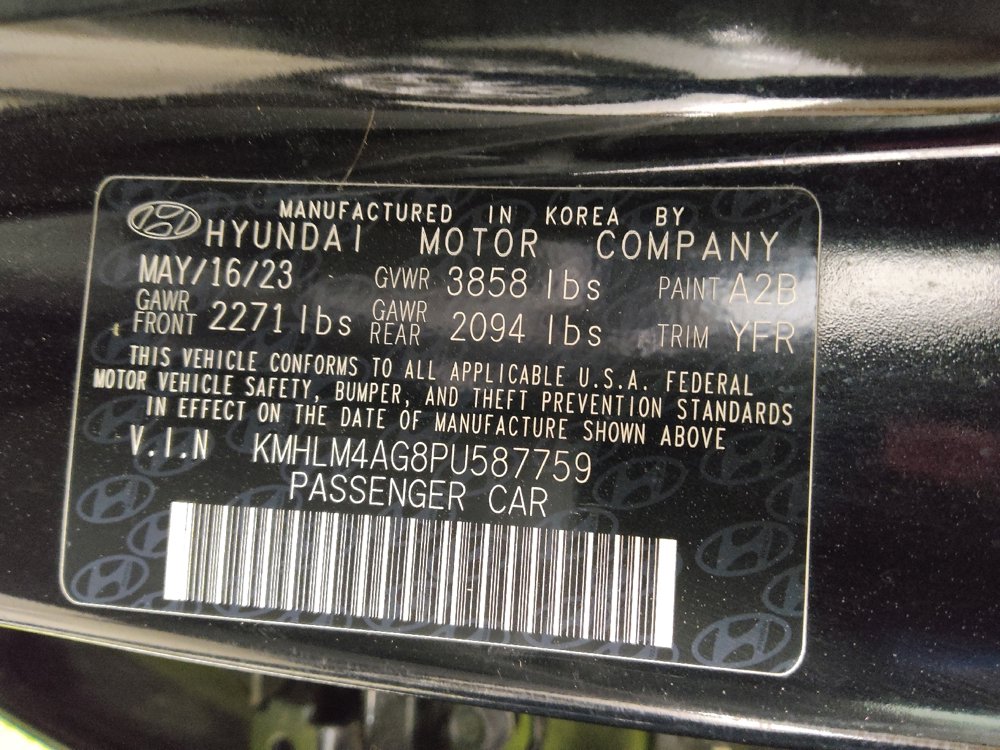 MANUFACTURED IN KOREA BY
HYUNDAI MOTOR COMPANY
MAY/16/23 GVWR 3858 lbs PAINT A2B
GAWR FRONT 2271 lbs GAWR REAR 2094 lbs TRIM YFR
THIS VEHICLE CONFORMS TO ALL APPLICABLE U.S.A. FEDERAL
MOTOR VEHICLE SAFETY, BUMPER, AND THEFT PREVENTION STANDARDS
IN EFFECT ON THE DATE OF MANUFACTURE SHOWN ABOVE
V.I.N KMHLM4AG8PU587759
PASSENGER CAR